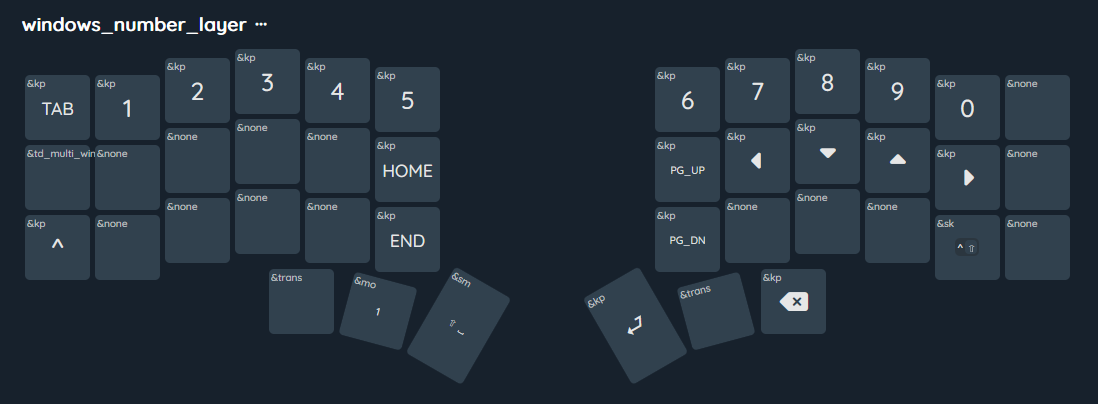 windows_number_layer ···
&kp TAB &kp 1 &kp 2 &kp 3 &kp 4 &kp 5 &kp 6 &kp 7 &kp 8 &kp 9 &kp 0 &none
&td_multi_win &none &none &none &none &kp HOME &kp PG_UP &kp &kp &kp &kp &none
&kp ^ &none &none &none &none &kp END &kp PG_DN &none &none &none &sk ^ ⇧ &none
&trans &mo 1 &sm ⇧ ⎵ &kp &trans &kp